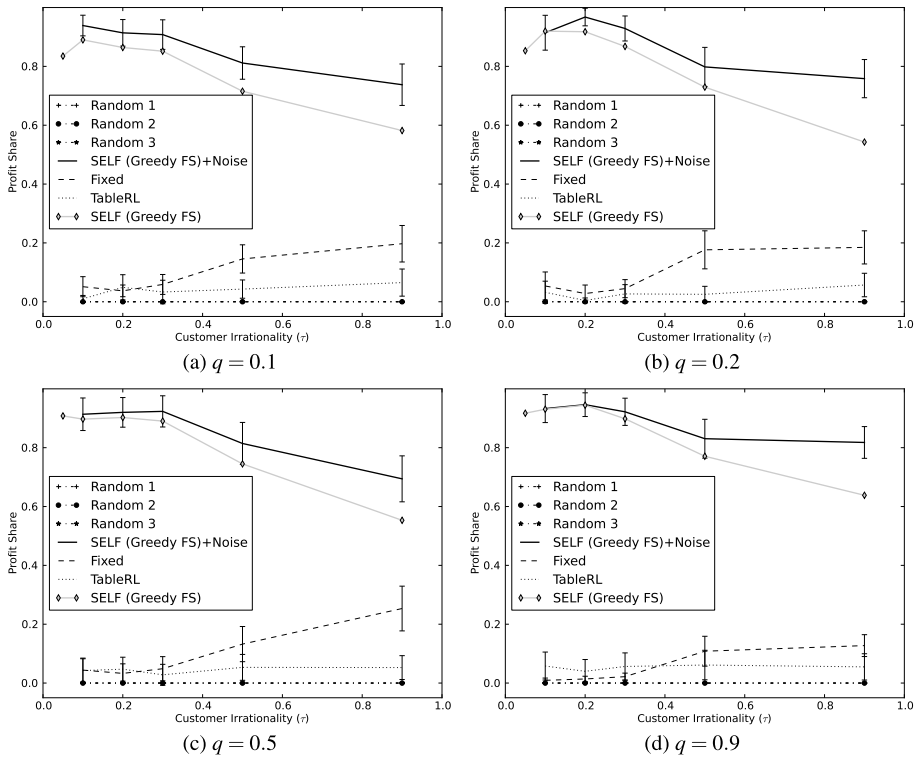 Profit Share
0.8
0.6
0.4
0.2
0.0
Random 1
Random 2
Random 3
SELF (Greedy FS)+Noise
Fixed
TableRL
SELF (Greedy FS)
0.0 0.2 0.4 0.6 0.8 1.0
Customer Irrationality (τ)
(a) q = 0.1
Profit Share
0.8
0.6
0.4
0.2
0.0
Random 1
Random 2
Random 3
SELF (Greedy FS)+Noise
Fixed
TableRL
SELF (Greedy FS)
0.0 0.2 0.4 0.6 0.8 1.0
Customer Irrationality (τ)
(b) q = 0.2
Profit Share
0.8
0.6
0.4
0.2
0.0
Random 1
Random 2
Random 3
SELF (Greedy FS)+Noise
Fixed
TableRL
SELF (Greedy FS)
0.0 0.2 0.4 0.6 0.8 1.0
Customer Irrationality (τ)
(c) q = 0.5
Profit Share
0.8
0.6
0.4
0.2
0.0
Random 1
Random 2
Random 3
SELF (Greedy FS)+Noise
Fixed
TableRL
SELF (Greedy FS)
0.0 0.2 0.4 0.6 0.8 1.0
Customer Irrationality (τ)
(d) q = 0.9